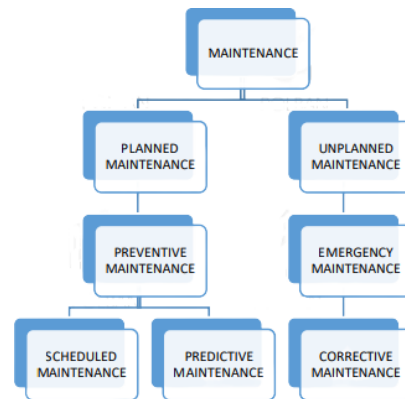 MAINTENANCE
PLANNED
MAINTENANCE
UNPLANNED
MAINTENANCE
PREVENTIVE
MAINTENANCE
EMERGENCY
MAINTENANCE
SCHEDULED
MAINTENANCE
PREDICTIVE
MAINTENANCE
CORRECTIVE
MAINTENANCE